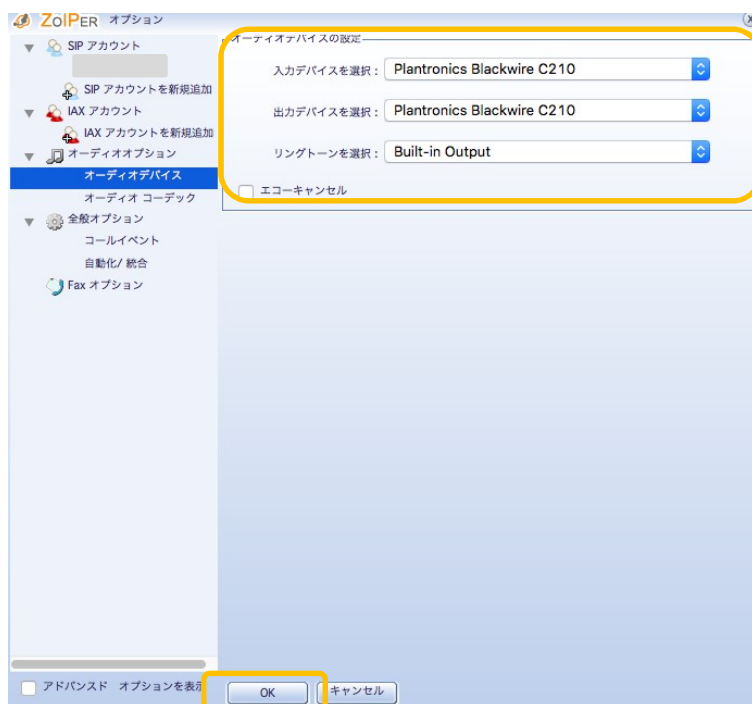 ZOIPER オプション
SIP アカウント
SIP アカウントを新規追加
IAX アカウント
IAX アカウントを新規追加
オーディオオプション
オーディオデバイス
オーディオ コーデック
全般オプション
コールイベント
自動化/ 統合
Fax オプション
オーディオデバイスの設定
入力デバイスを選択： Plantronics Blackwire C210
出力デバイスを選択： Plantronics Blackwire C210
リングトーンを選択： Built-in Output
エコーキャンセル
アドバンスド オプションを表示
OK
キャンセル